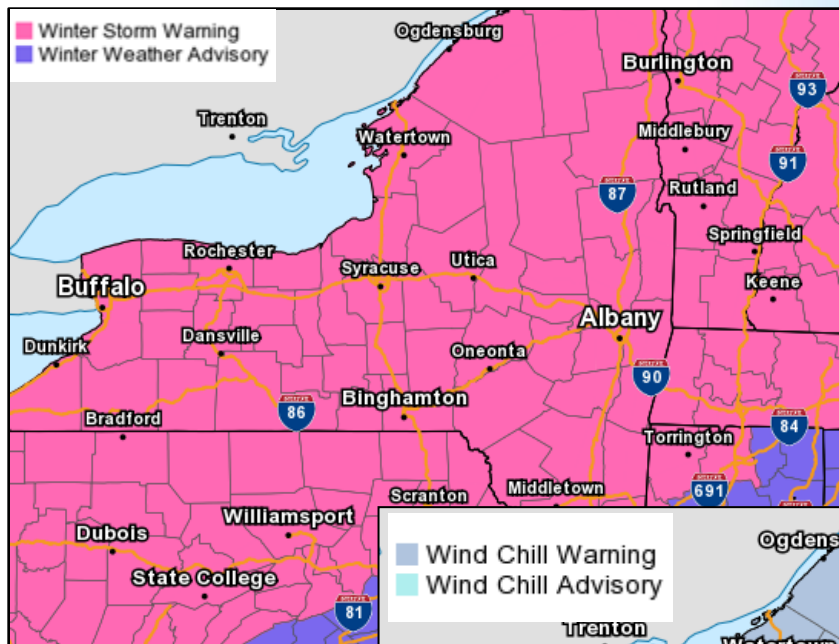 Winter Storm Warning
Winter Weather Advisory
Ogdensburg
Burlington
93
Trenton
Middlebury
Watertown
91
87
Rutland
Springfield
Rochester
Syracuse
Utica
Keene
Buffalo
Albany
Dunkirk
Dansville
Oneonta
90
Binghamton
86
Bradford
84
Torrington
691
Scranton
Middletown
Williamsport
Dubois
State College
81
Wind Chill Warning
Wind Chill Advisory
Ogdens
Trenton